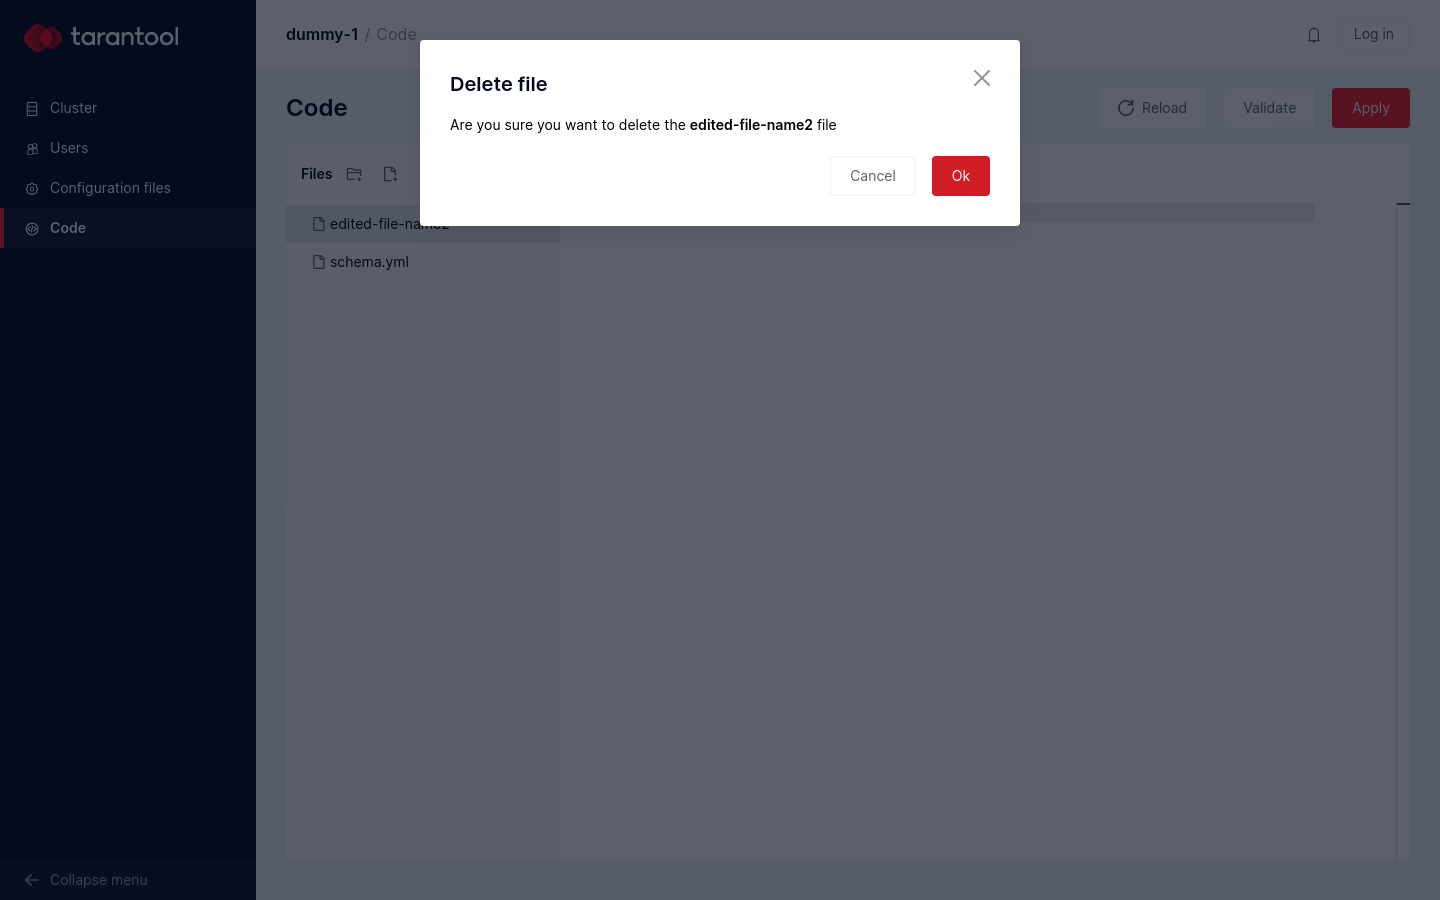 tarantool
dummy-1 / Code
Log in
Cluster
Users
Configuration files
Code
Code
Reload
Validate
Apply
Files
edited-file-name2
schema.yml
Delete file
Are you sure you want to delete the edited-file-name2 file
Cancel
Ok
Collapse menu